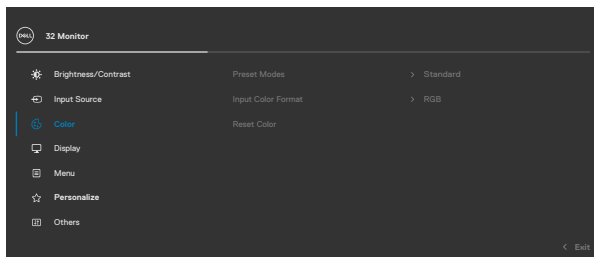 DELL
32 Monitor
Brightness/Contrast
Input Source
Color
Display
Menu
Personalize
Others
Preset Modes > Standard
Input Color Format > RGB
Reset Color
< Exit